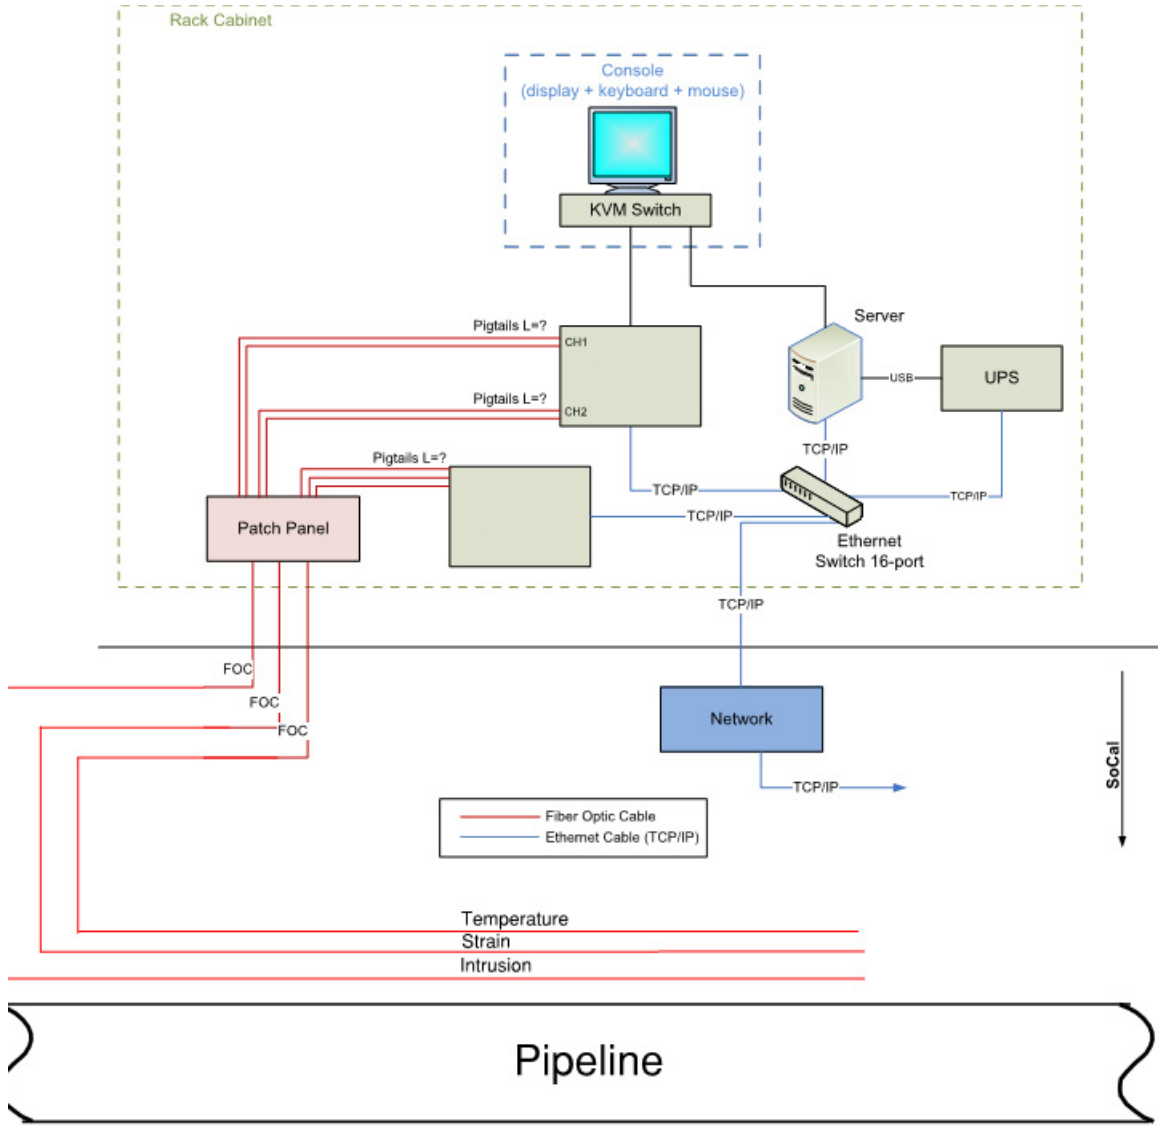 Rack Cabinet
Console
(display + keyboard + mouse)
KVM Switch
Pigtails L=?
CH1
Server
Pigtails L=?
CH2
USB
UPS
TCP/IP
Pigtails L=?
TCP/IP
TCP/IP
TCP/IP
Patch Panel
Ethernet
Switch 16-port
TCP/IP
FOC
FOC
FOC
Network
SoCal
TCP/IP
Fiber Optic Cable
Ethernet Cable (TCP/IP)
Temperature
Strain
Intrusion
Pipeline